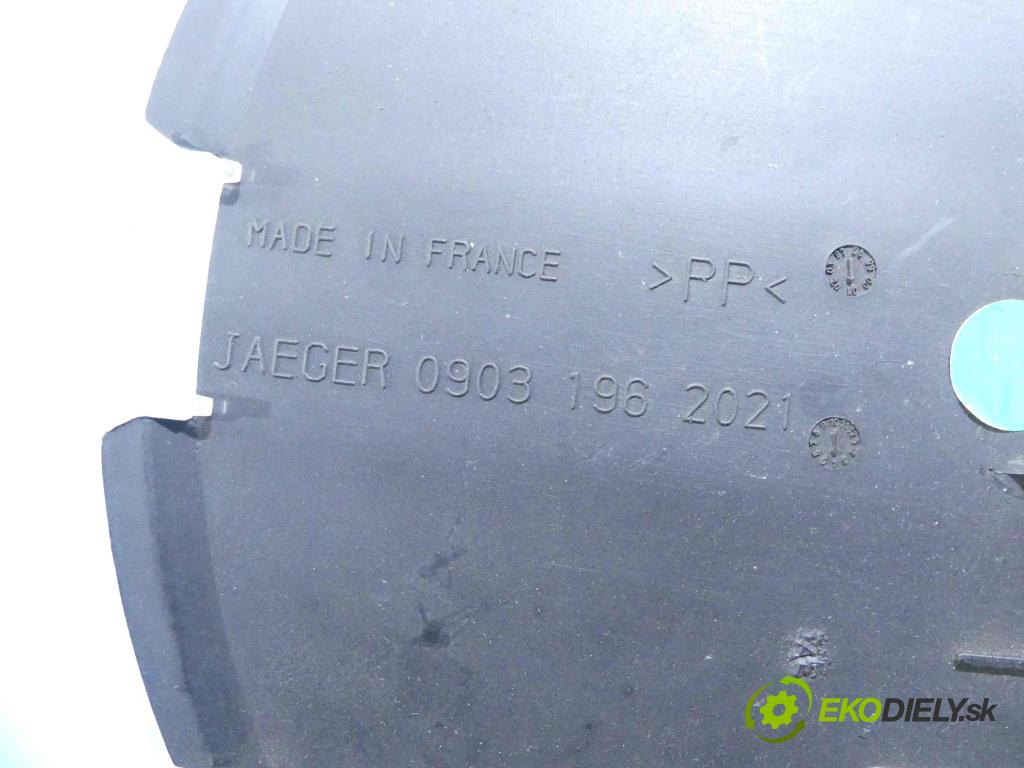 MADE IN FRANCE
>PP<
JAEGER 0903 196 2021
EKODIELY.sk